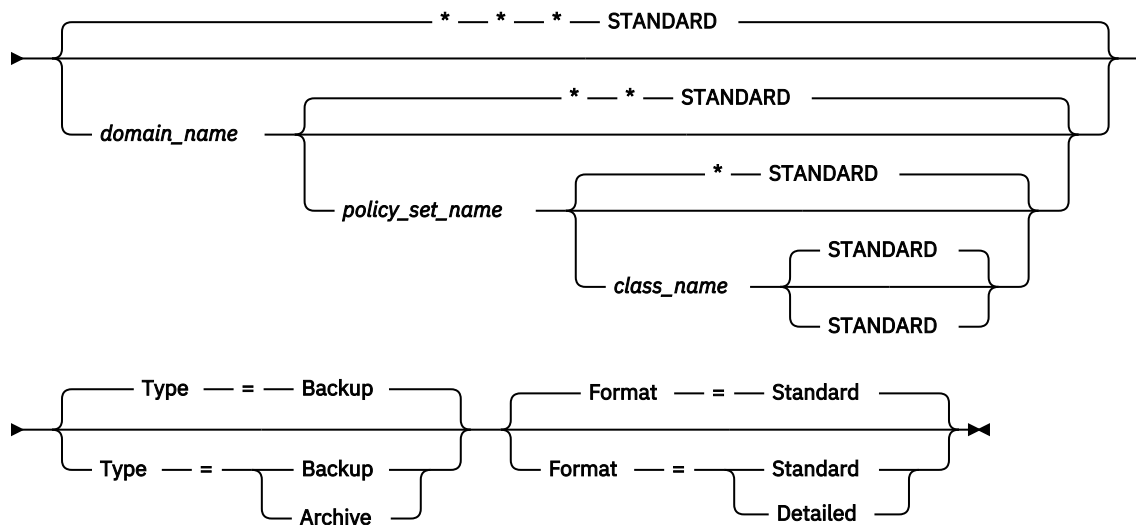 * * * STANDARD
* * STANDARD
domain_name
* STANDARD
policy_set_name
STANDARD
class_name
STANDARD
Type = Backup Format = Standard
Type = Backup Format = Standard
Archive Detailed